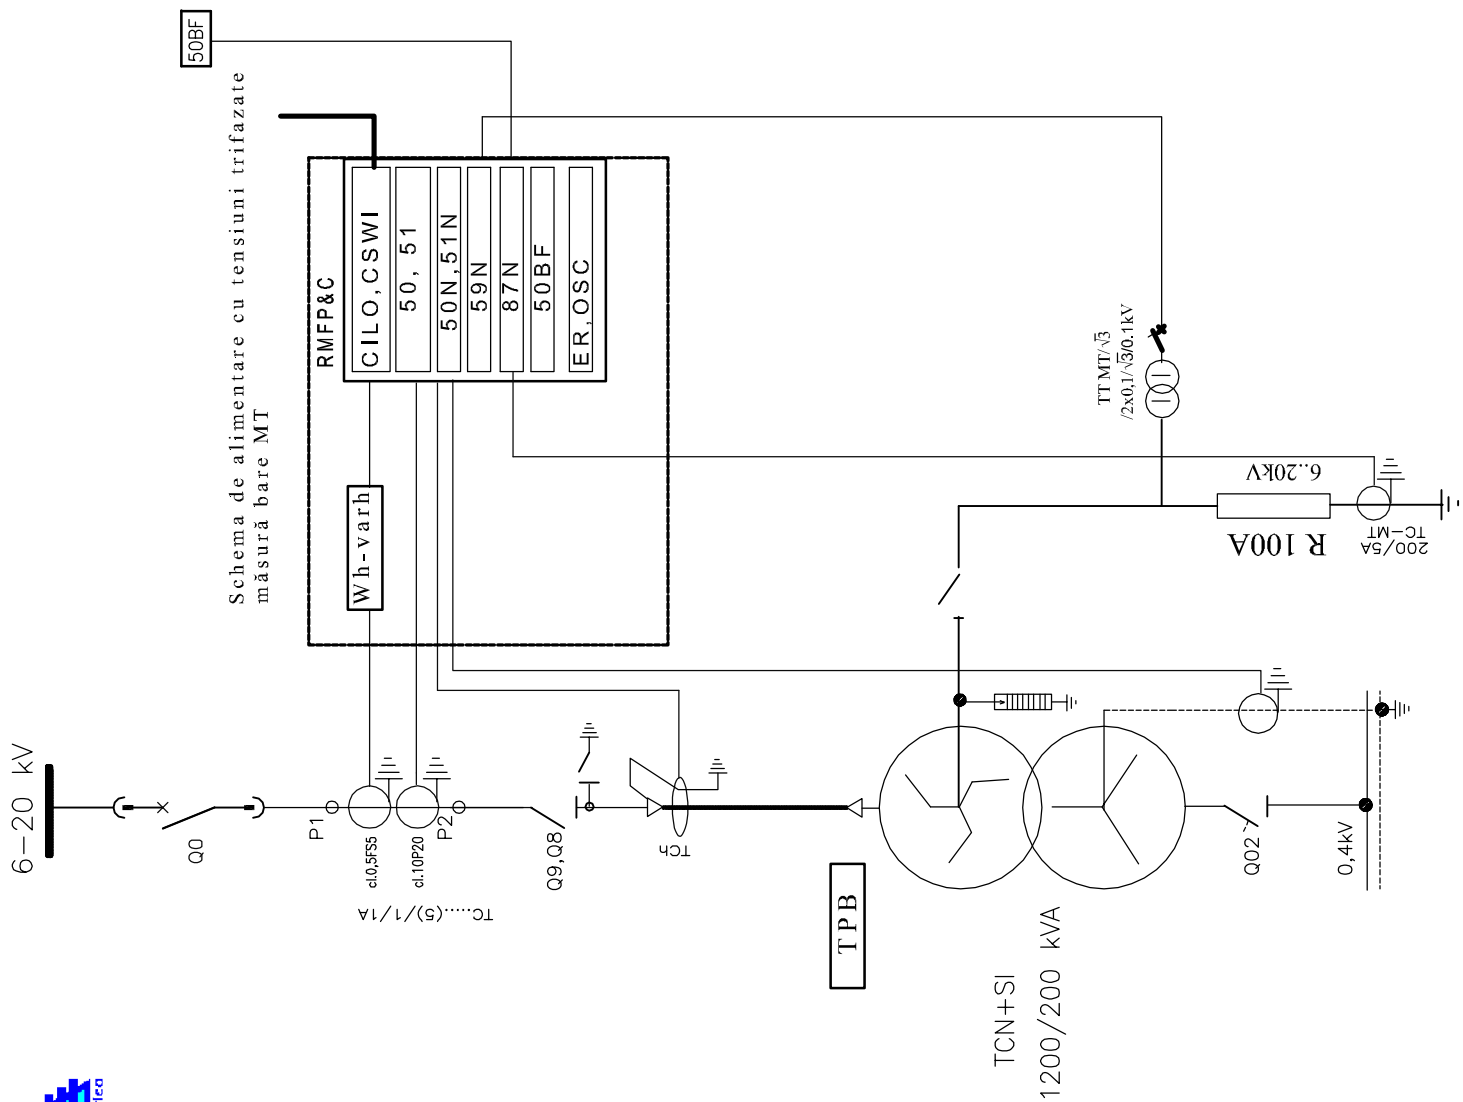 50BF
Schema de alimentare cu tensiuni trifazate
măsură bare MT
RMFP&C
CILO,CSWI
50, 51
50N,51N
59N
87N
50BF
ER,OSC
Wh-varh
6-20 kV
Q0
P1
cl.0,5FS5
cl.10P20
P2
TC.....(5)/1/1A
Q9,Q8
TCh
TT MT/√3
/2x0,1/√3/0.1kV
6..20kV
R 100A
TC-MT
200/5A
TPB
TCN+SI
1200/200 kVA
Q02
0,4kV